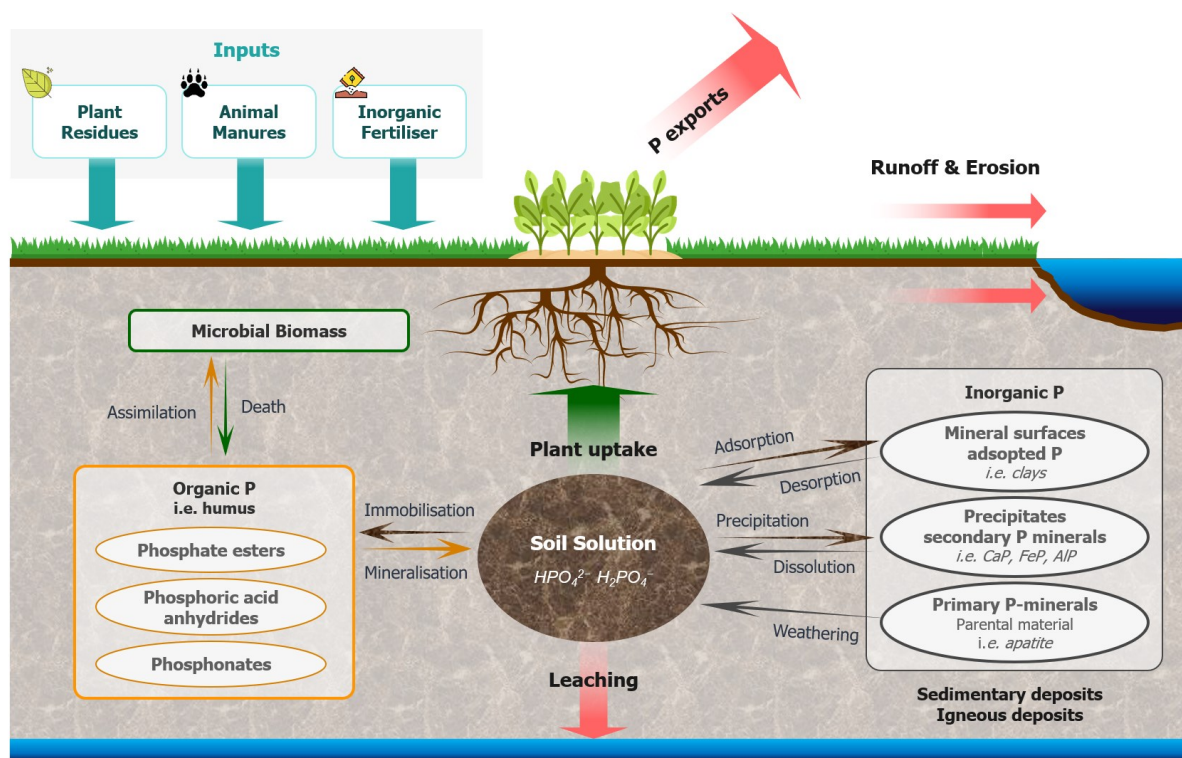 Inputs
Plant
Residues
Animal
Manures
Inorganic
Fertiliser
P exports
Runoff & Erosion
Microbial Biomass
Assimilation
Death
Organic P
i.e. humus
Phosphate esters
Phosphoric acid
anhydrides
Phosphonates
Immobilisation
Mineralisation
Plant uptake
Soil Solution
HPO₄²⁻ H₂PO₄⁻
Leaching
Adsorption
Desorption
Precipitation
Dissolution
Weathering
Inorganic P
Mineral surfaces
adsopted P
i.e. clays
Precipitates
secondary P minerals
i.e. CaP, FeP, AlP
Primary P-minerals
Parental material
i.e. apatite
Sedimentary deposits
Igneous deposits